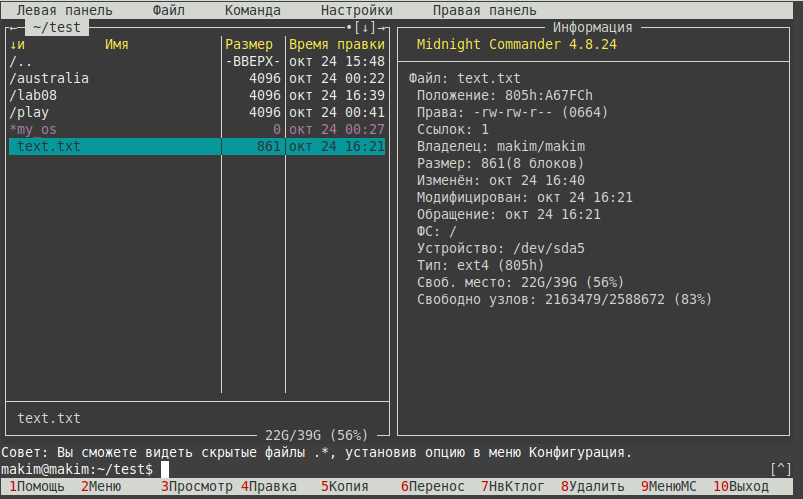 Левая панель Файл Команда Настройки Правая панель
←  ~/test  •[↓]→
↓и Имя Размер Время правки
/.. -ВВЕРХ- окт 24 15:48
/australia 4096 окт 24 00:22
/lab08 4096 окт 24 16:39
/play 4096 окт 24 00:41
*my_os 0 окт 24 00:27
text.txt 861 окт 24 16:21
text.txt
22G/39G (56%)
Информация
Midnight Commander 4.8.24
Файл: text.txt
Положение: 805h:A67FCh
Права: -rw-rw-r-- (0664)
Ссылок: 1
Владелец: makim/makim
Размер: 861(8 блоков)
Изменён: окт 24 16:40
Модифицирован: окт 24 16:21
Обращение: окт 24 16:21
ФС: /
Устройство: /dev/sda5
Тип: ext4 (805h)
Своб. место: 22G/39G (56%)
Свободно узлов: 2163479/2588672 (83%)
Совет: Вы сможете видеть скрытые файлы .*, установив опцию в меню Конфигурация.
makim@makim:~/test$ [^]
1Помощь 2Меню 3Просмотр 4Правка 5Копия 6Перенос 7НвКтлог 8Удалить 9МенюМС 10Выход